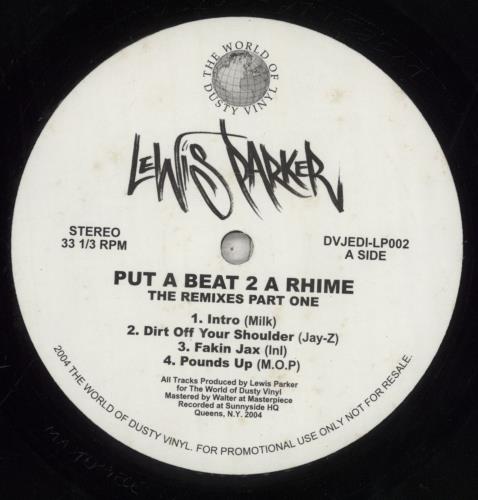 THE WORLD OF
DUSTY VINYL
LEWIS PARKER
STEREO
33 1/3 RPM
DVJEDI-LP002
A SIDE
PUT A BEAT 2 A RHIME
THE REMIXES PART ONE
1. Intro (Milk)
2. Dirt Off Your Shoulder (Jay-Z)
3. Fakin Jax (InI)
4. Pounds Up (M.O.P)
All Tracks Produced by Lewis Parker
for The World of Dusty Vinyl
Mastered by Walter at Masterpiece
Recorded at Sunnyside HQ
Queens, N.Y. 2004
2004 THE WORLD OF DUSTY VINYL. FOR PROMOTIONAL USE ONLY NOT FOR RESALE.